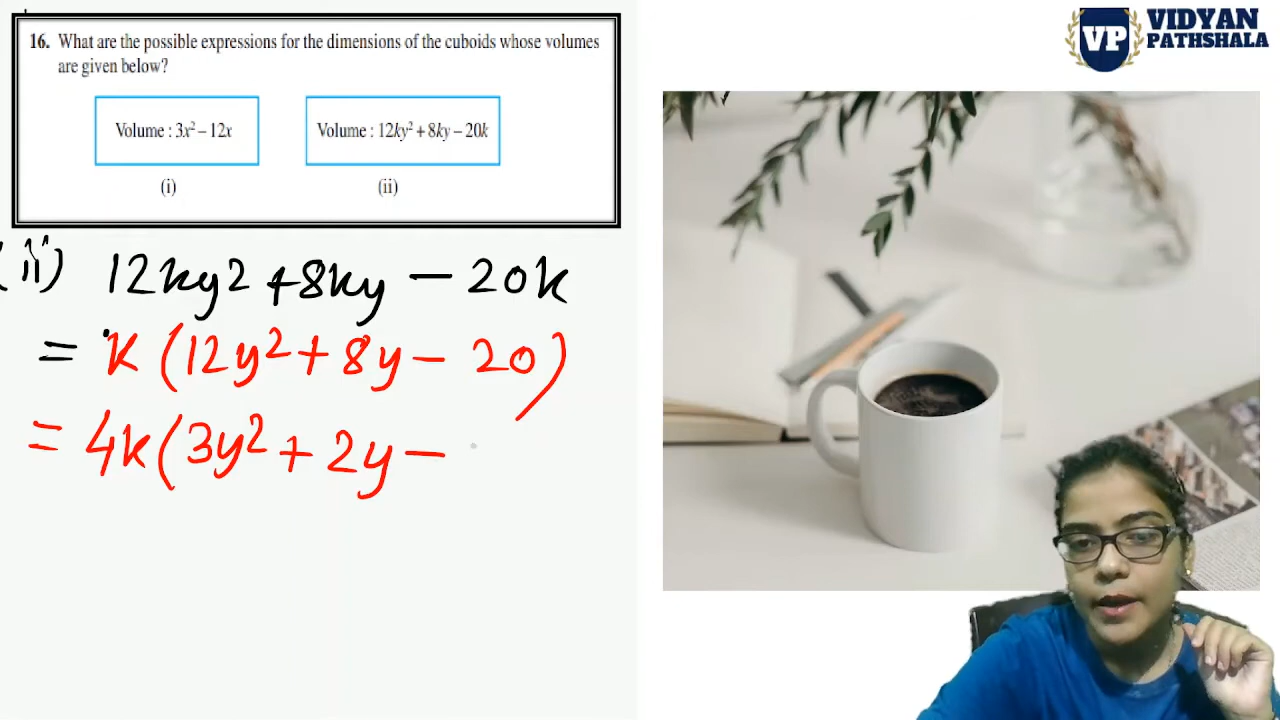 VIDYAN
VP PATHSHALA
16. What are the possible expressions for the dimensions of the cuboids whose volumes
are given below?
Volume : 3x² – 12x
Volume : 12ky² + 8ky – 20k
(i)
(ii)
(ii) 12ky2 + 8ky - 20k
= k (12y2 + 8y - 20)
= 4k (3y2 + 2y -